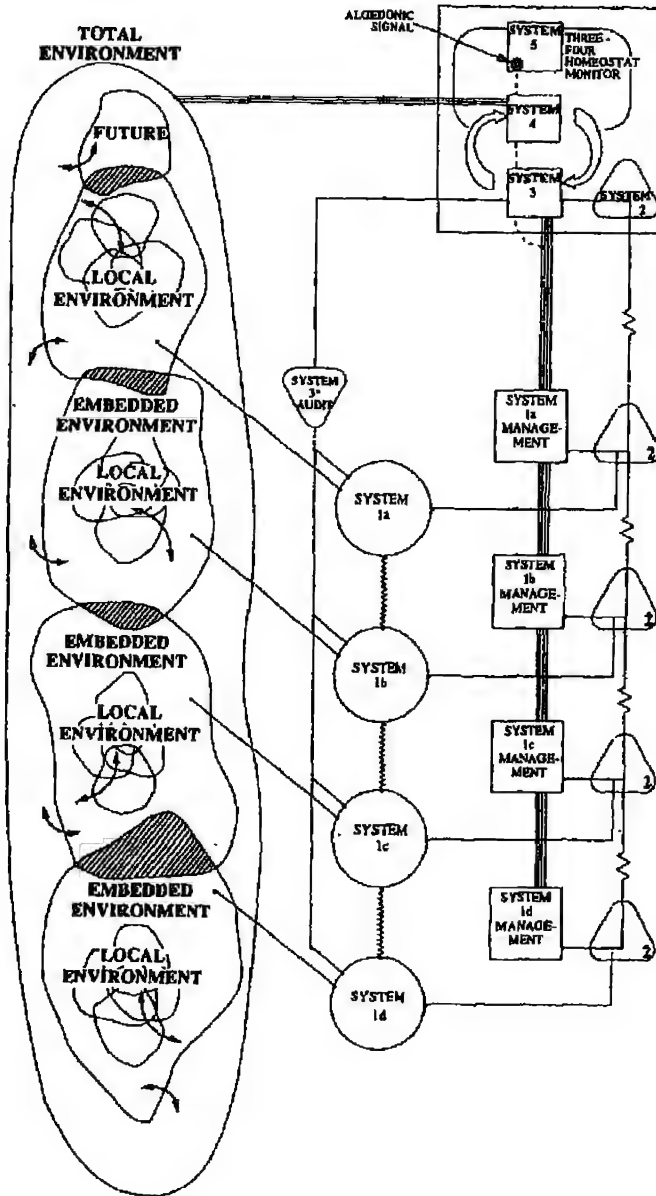 TOTAL
ENVIRONMENT
FUTURE
LOCAL
ENVIRONMENT
EMBEDDED
ENVIRONMENT
LOCAL
ENVIRONMENT
EMBEDDED
ENVIRONMENT
LOCAL
ENVIRONMENT
EMBEDDED
ENVIRONMENT
LOCAL
ENVIRONMENT
ALGEDONIC
SIGNAL
SYSTEM
5
THREE-
FOUR
HOMEOSTAT
MONITOR
SYSTEM
4
SYSTEM
3
SYSTEM
2
SYSTEM
3*
AUDIT
SYSTEM
1a
MANAGE-
MENT
2
SYSTEM
1a
SYSTEM
1b
MANAGE-
MENT
2
SYSTEM
1b
SYSTEM
1c
MANAGE-
MENT
2
SYSTEM
1c
SYSTEM
1d
MANAGE-
MENT
2
SYSTEM
1d